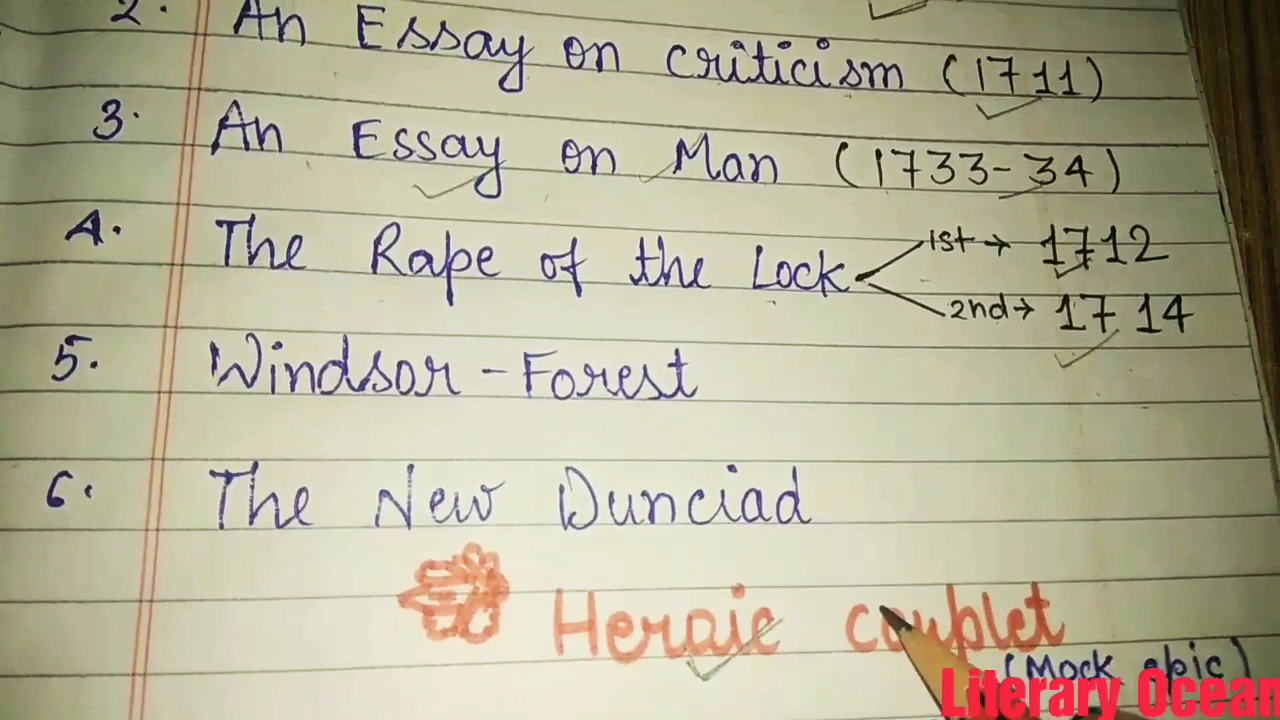 2. An Essay on criticism (1711)
3. An Essay on Man (1733-34)
4. The Rape of the Lock 1st → 1712
2nd → 1714
5. Windsor - Forest
6. The New Dunciad
Heroic couplet
(Mock epic)
Literary Ocean